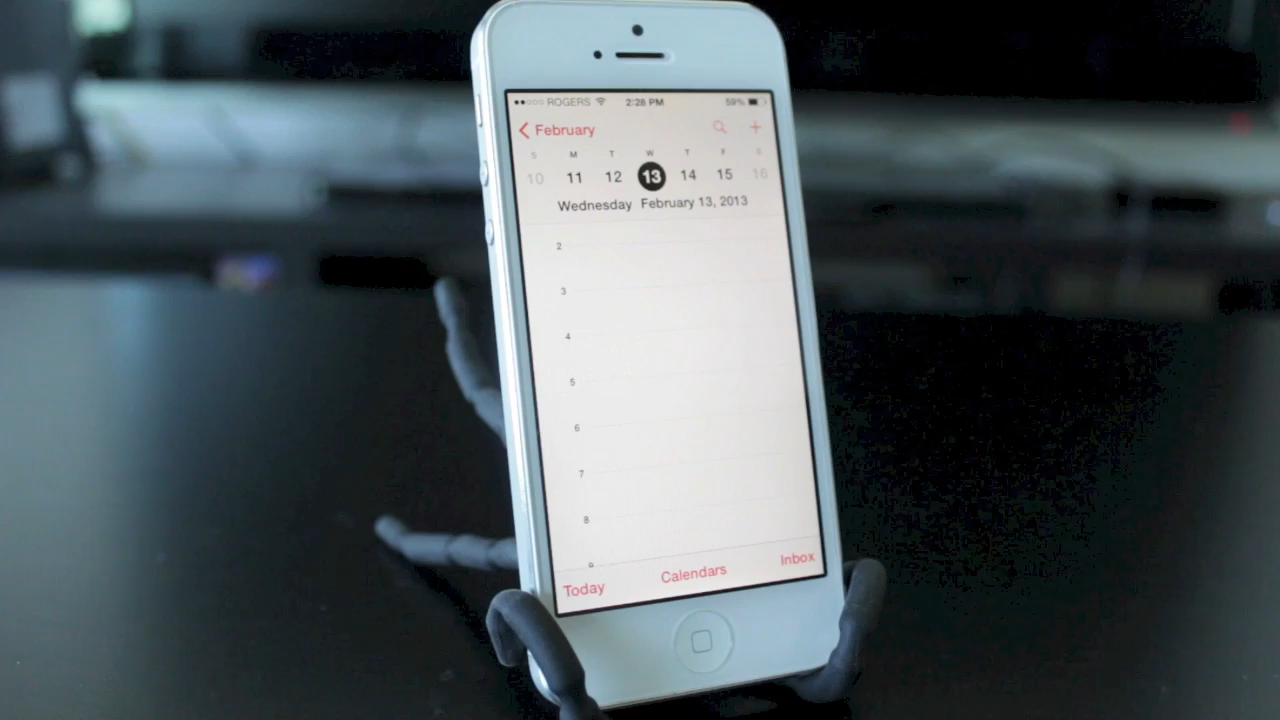 ROGERS 2:28 PM 59%
February
S M T W T F S
10 11 12 13 14 15 16
Wednesday February 13, 2013
2
3
4
5
6
7
8
9
Today Calendars Inbox